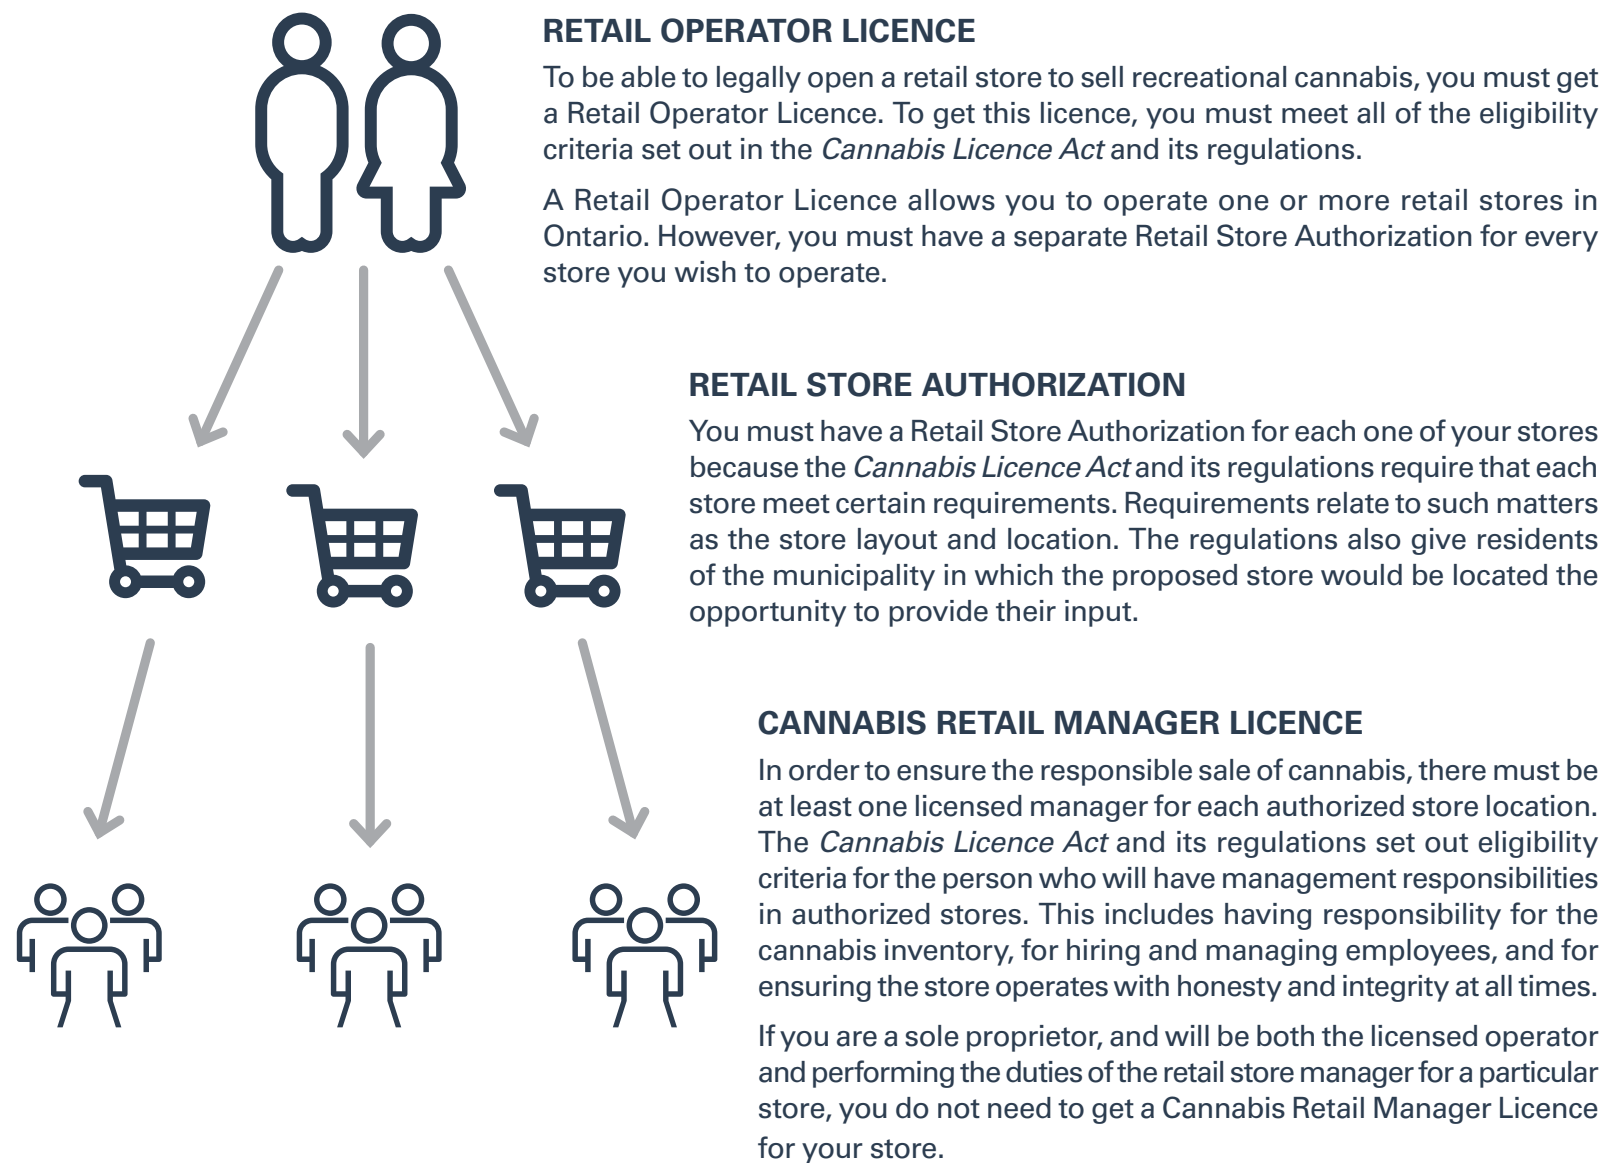 RETAIL OPERATOR LICENCE
To be able to legally open a retail store to sell recreational cannabis, you must get
a Retail Operator Licence. To get this licence, you must meet all of the eligibility
criteria set out in the Cannabis Licence Act and its regulations.
A Retail Operator Licence allows you to operate one or more retail stores in
Ontario. However, you must have a separate Retail Store Authorization for every
store you wish to operate.
RETAIL STORE AUTHORIZATION
You must have a Retail Store Authorization for each one of your stores
because the Cannabis Licence Act and its regulations require that each
store meet certain requirements. Requirements relate to such matters
as the store layout and location. The regulations also give residents
of the municipality in which the proposed store would be located the
opportunity to provide their input.
CANNABIS RETAIL MANAGER LICENCE
In order to ensure the responsible sale of cannabis, there must be
at least one licensed manager for each authorized store location.
The Cannabis Licence Act and its regulations set out eligibility
criteria for the person who will have management responsibilities
in authorized stores. This includes having responsibility for the
cannabis inventory, for hiring and managing employees, and for
ensuring the store operates with honesty and integrity at all times.
If you are a sole proprietor, and will be both the licensed operator
and performing the duties of the retail store manager for a particular
store, you do not need to get a Cannabis Retail Manager Licence
for your store.